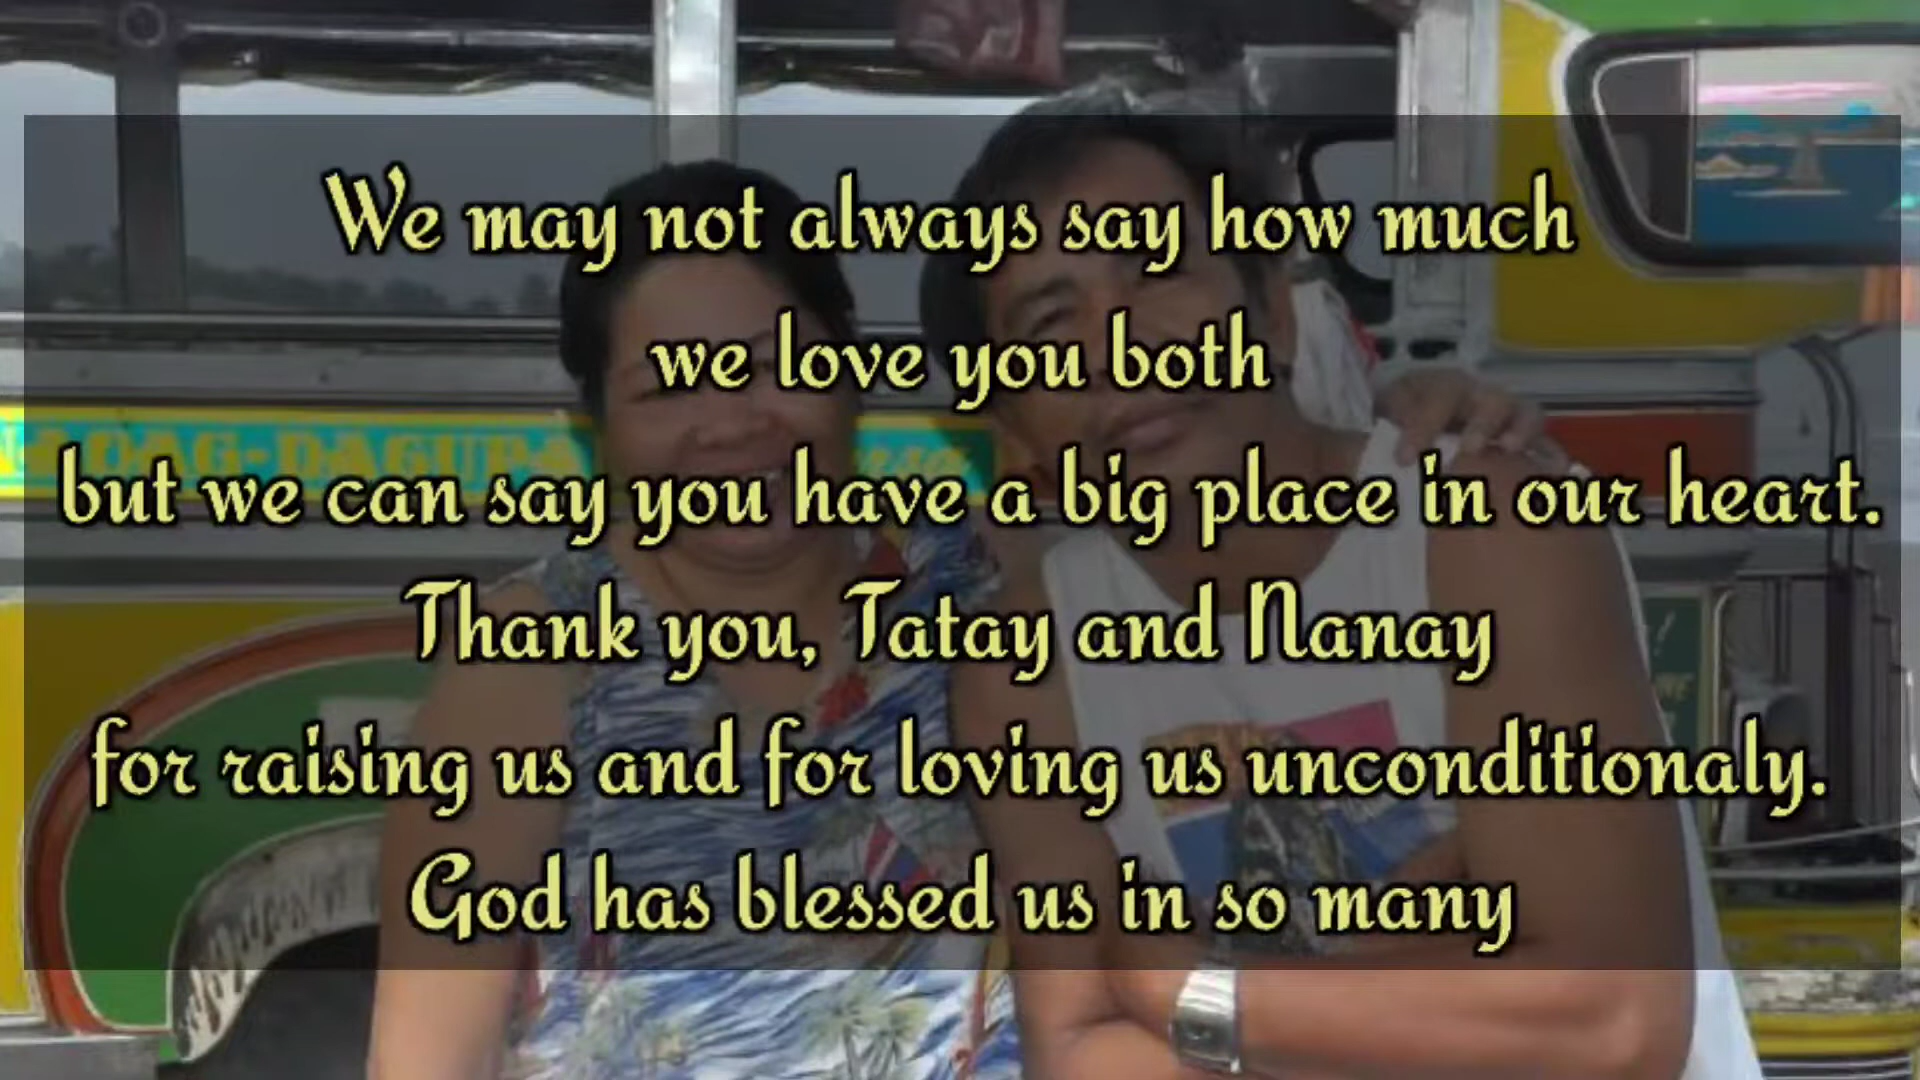 We may not always say how much
we love you both
but we can say you have a big place in our heart.
Thank you, Tatay and Nanay
for raising us and for loving us unconditionaly.
God has blessed us in so many